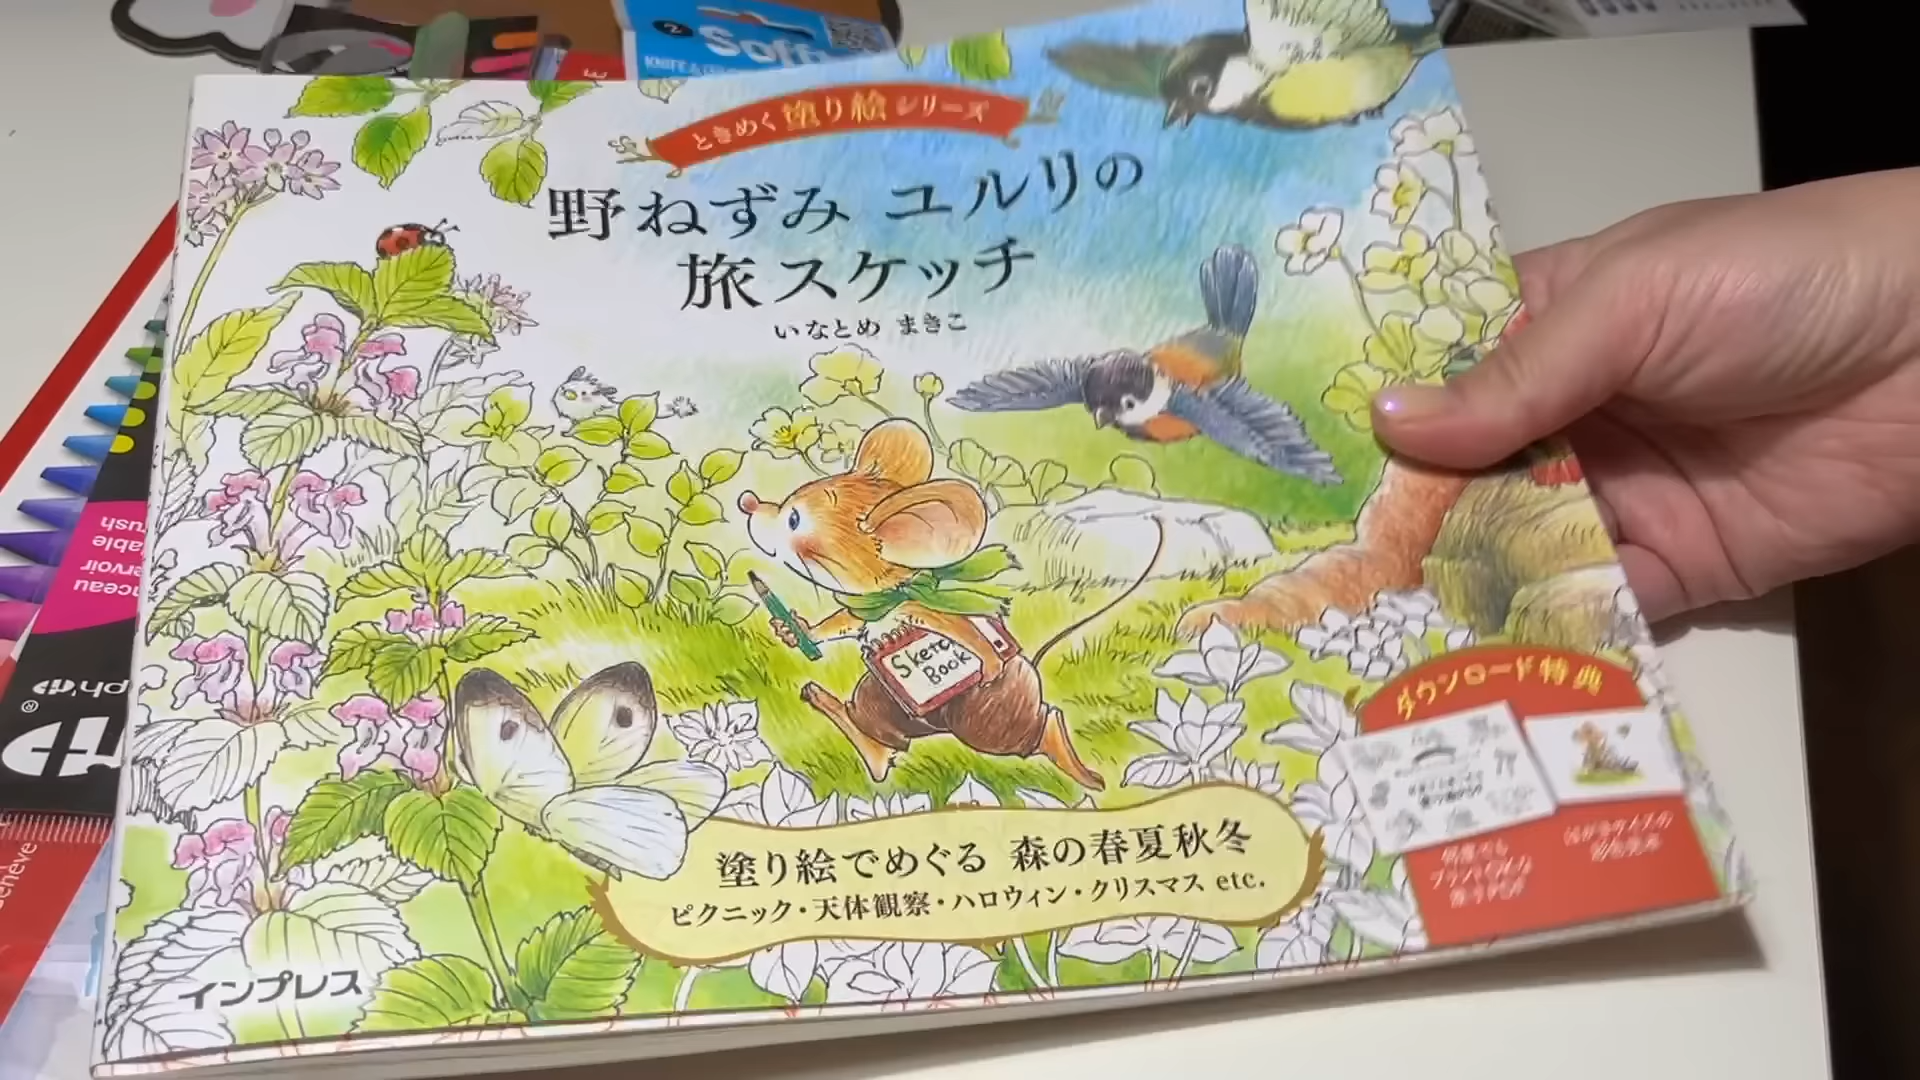 ② Soft
KNIFE &
ときめく塗り絵シリーズ
野ねずみ ユルリの
旅スケッチ
いなとめ まきこ
Sketch
Book
ダウンロード特典
塗り絵でめぐる 森の春夏秋冬
ピクニック・天体観察・ハロウィン・クリスマス etc.
インプレス